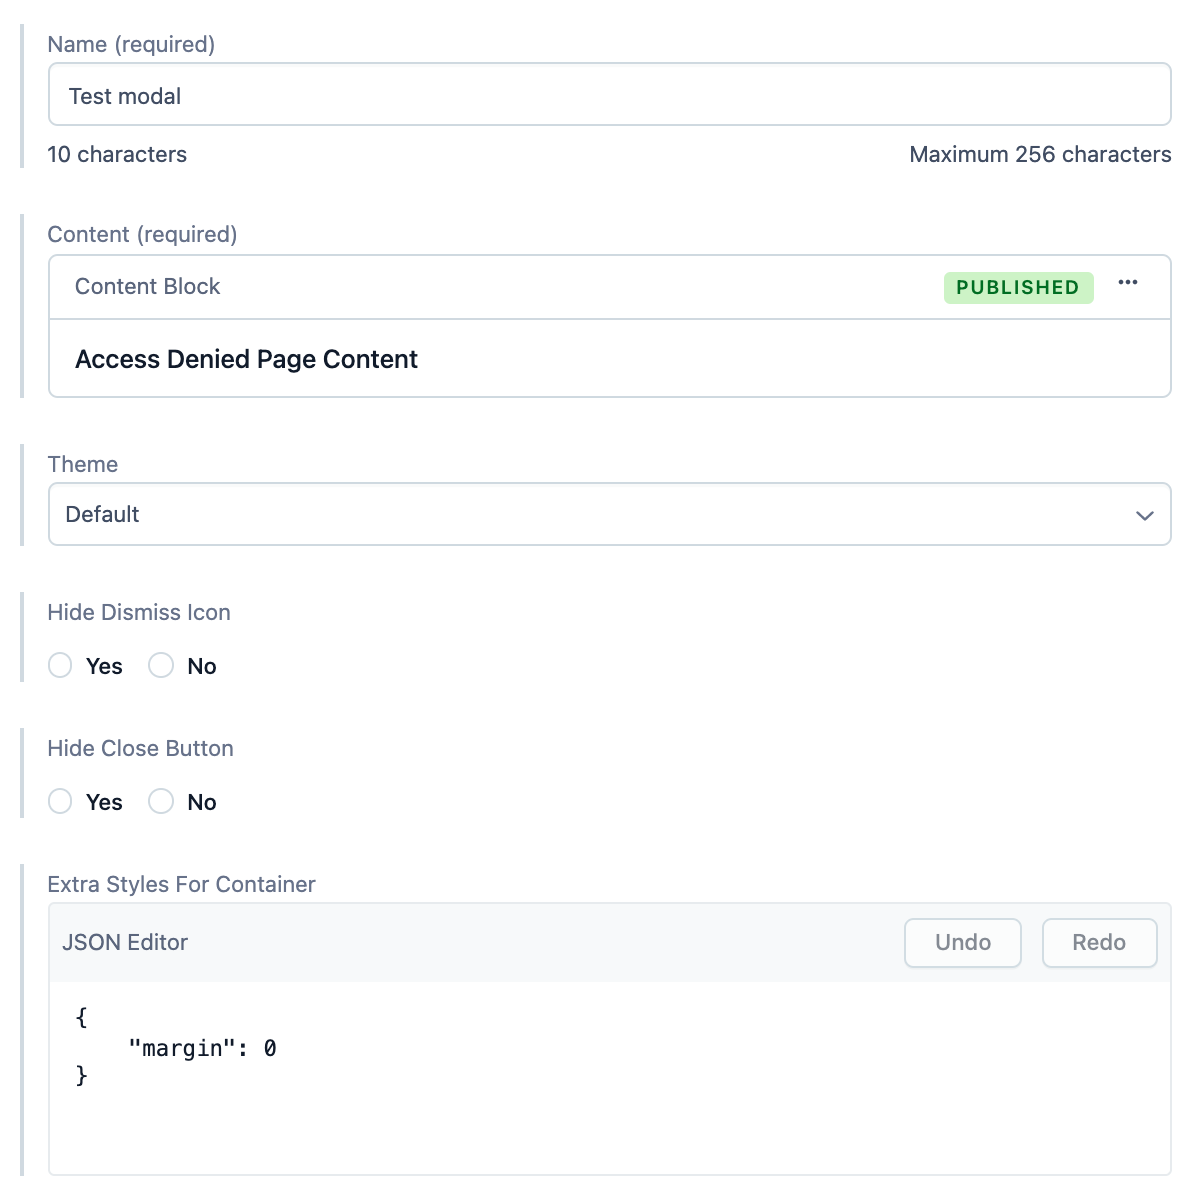 Name (required)
Test modal
10 characters Maximum 256 characters
Content (required)
Content Block PUBLISHED ···
Access Denied Page Content
Theme
Default
Hide Dismiss Icon
Yes No
Hide Close Button
Yes No
Extra Styles For Container
JSON Editor Undo Redo
{
    "margin": 0
}